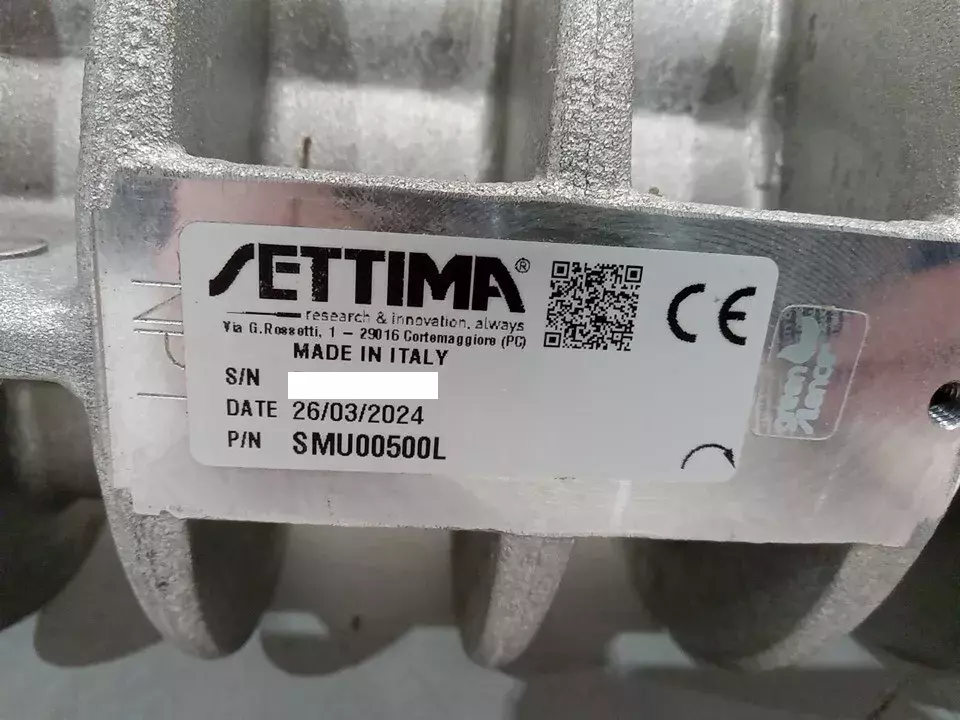 SETTIMA®
research & innovation, always
Via G.Rossetti, 1 - 29016 Cortemaggiore (PC)
MADE IN ITALY
CE
S/N
DATE 26/03/2024
P/N SMU00500L